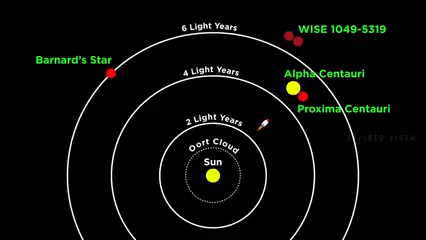 6 Light Years
WISE 1049-5319
Barnard's Star
4 Light Years
Alpha Centauri
Proxima Centauri
2 Light Years
Oort Cloud
Sun